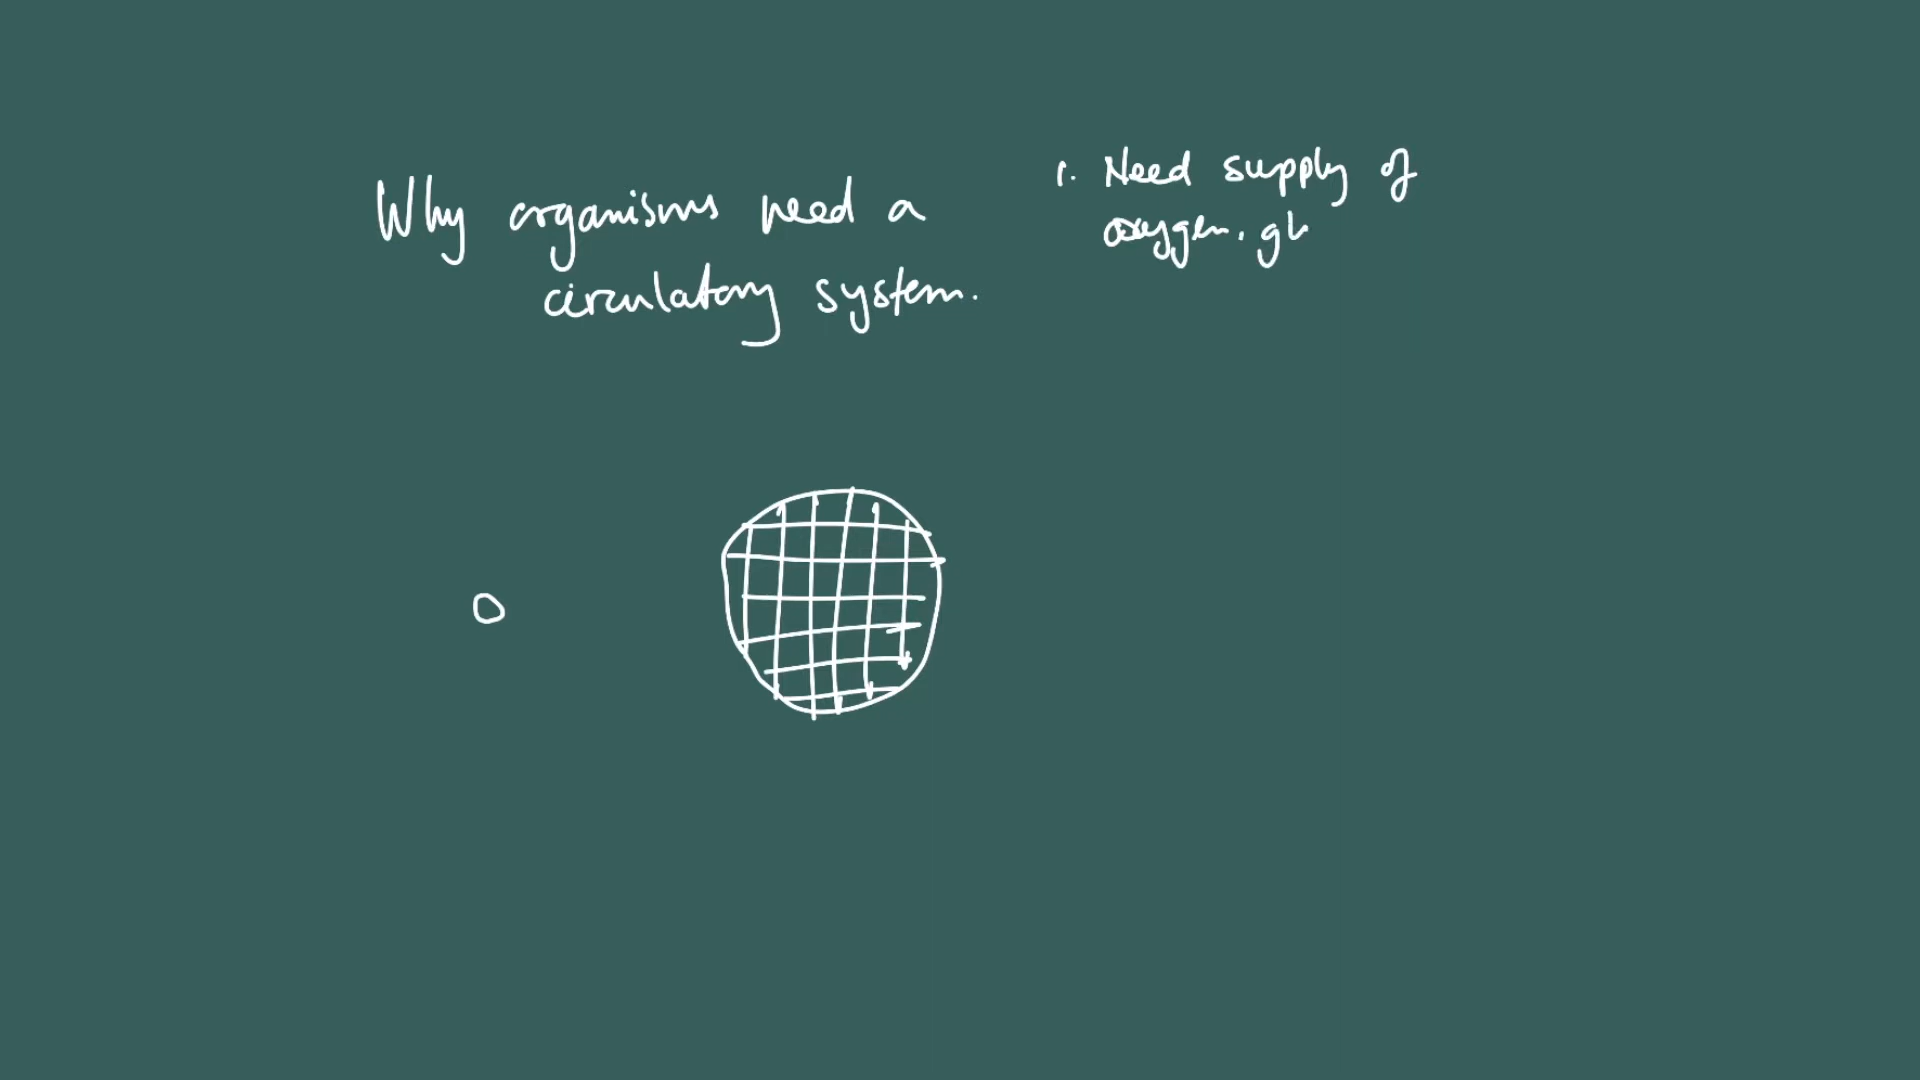 Why organisms need a
circulatory system.
1. Need supply of
oxygen, gl